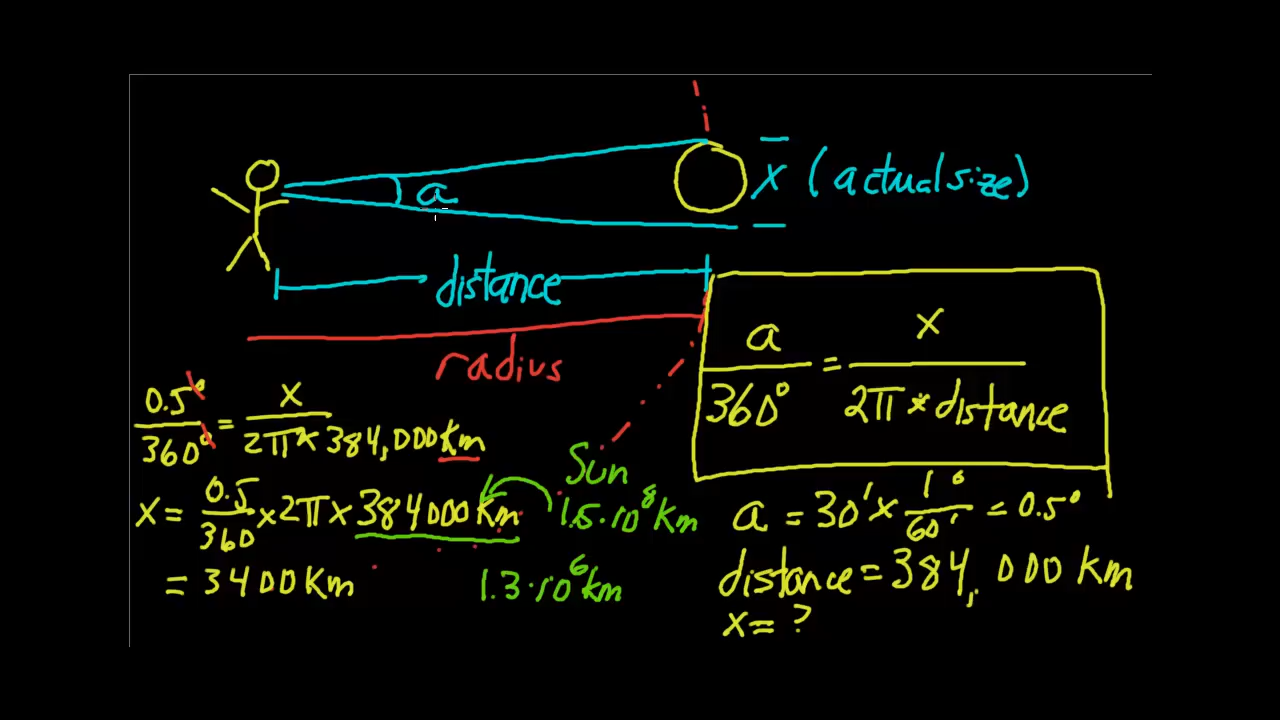 a
x (actual size)
distance
radius
a/360° = x/(2π * distance)
0.5°/360° = x/(2π × 384,000 km)
x = 0.5/360 × 2π × 384000 km
= 3400 Km
Sun
1.5·10⁸ Km
1.3·10⁶ km
a = 30' × 1°/60' = 0.5°
distance = 384,000 km
x = ?